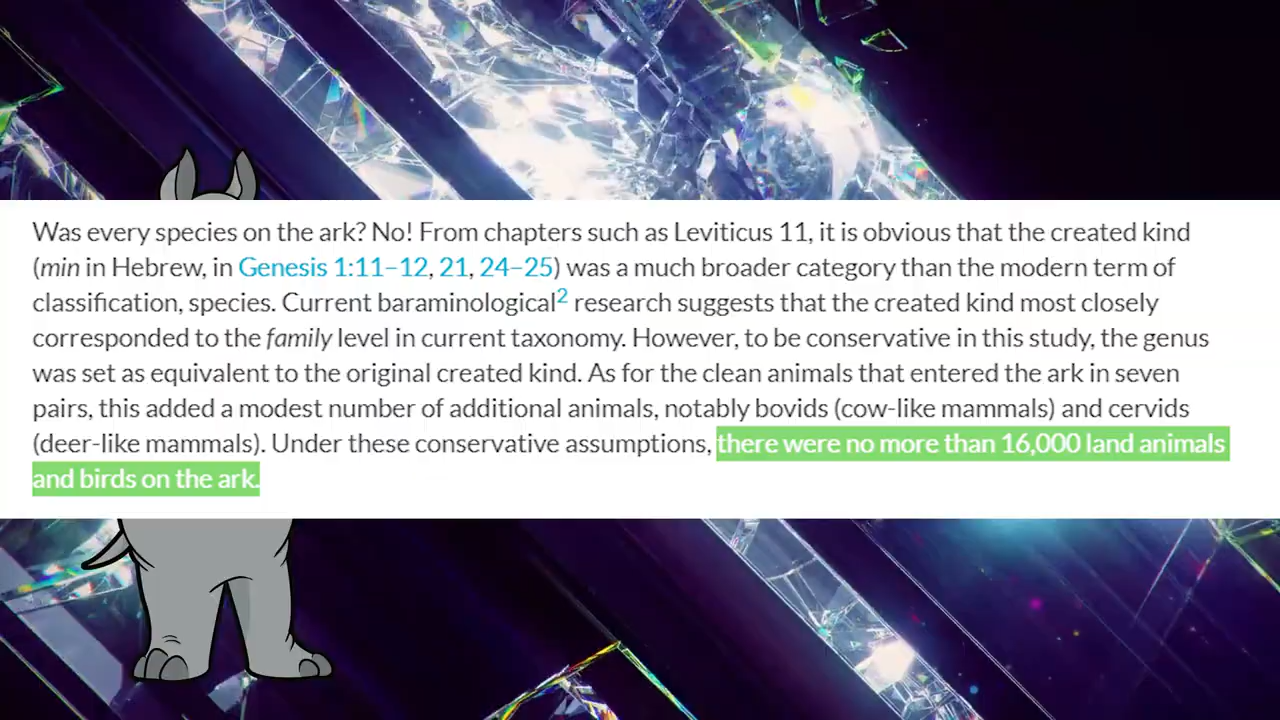 Was every species on the ark? No! From chapters such as Leviticus 11, it is obvious that the created kind
(min in Hebrew, in Genesis 1:11–12, 21, 24–25) was a much broader category than the modern term of
classification, species. Current baraminological2 research suggests that the created kind most closely
corresponded to the family level in current taxonomy. However, to be conservative in this study, the genus
was set as equivalent to the original created kind. As for the clean animals that entered the ark in seven
pairs, this added a modest number of additional animals, notably bovids (cow-like mammals) and cervids
(deer-like mammals). Under these conservative assumptions, there were no more than 16,000 land animals
and birds on the ark.